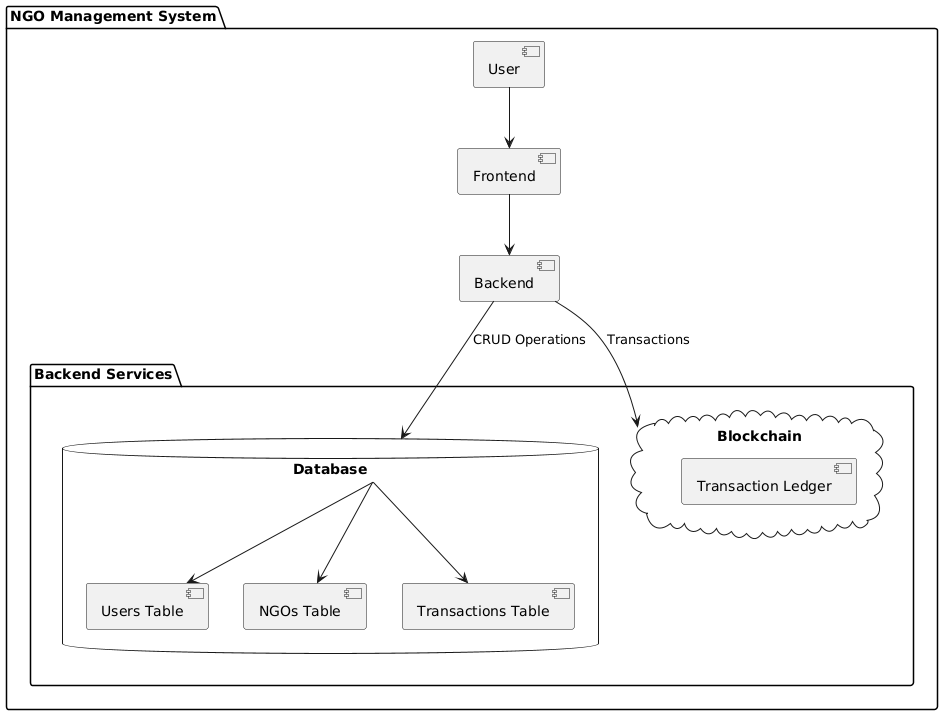 NGO Management System
User
Frontend
Backend
CRUD Operations
Transactions
Backend Services
Database
Users Table
NGOs Table
Transactions Table
Blockchain
Transaction Ledger